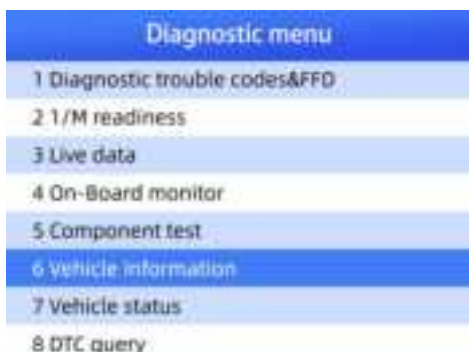 Diagnostic menu
1 Diagnostic trouble codes&FFD
2 1/M readiness
3 Live data
4 On-Board monitor
5 Component test
6 Vehicle information
7 Vehicle status
8 DTC query